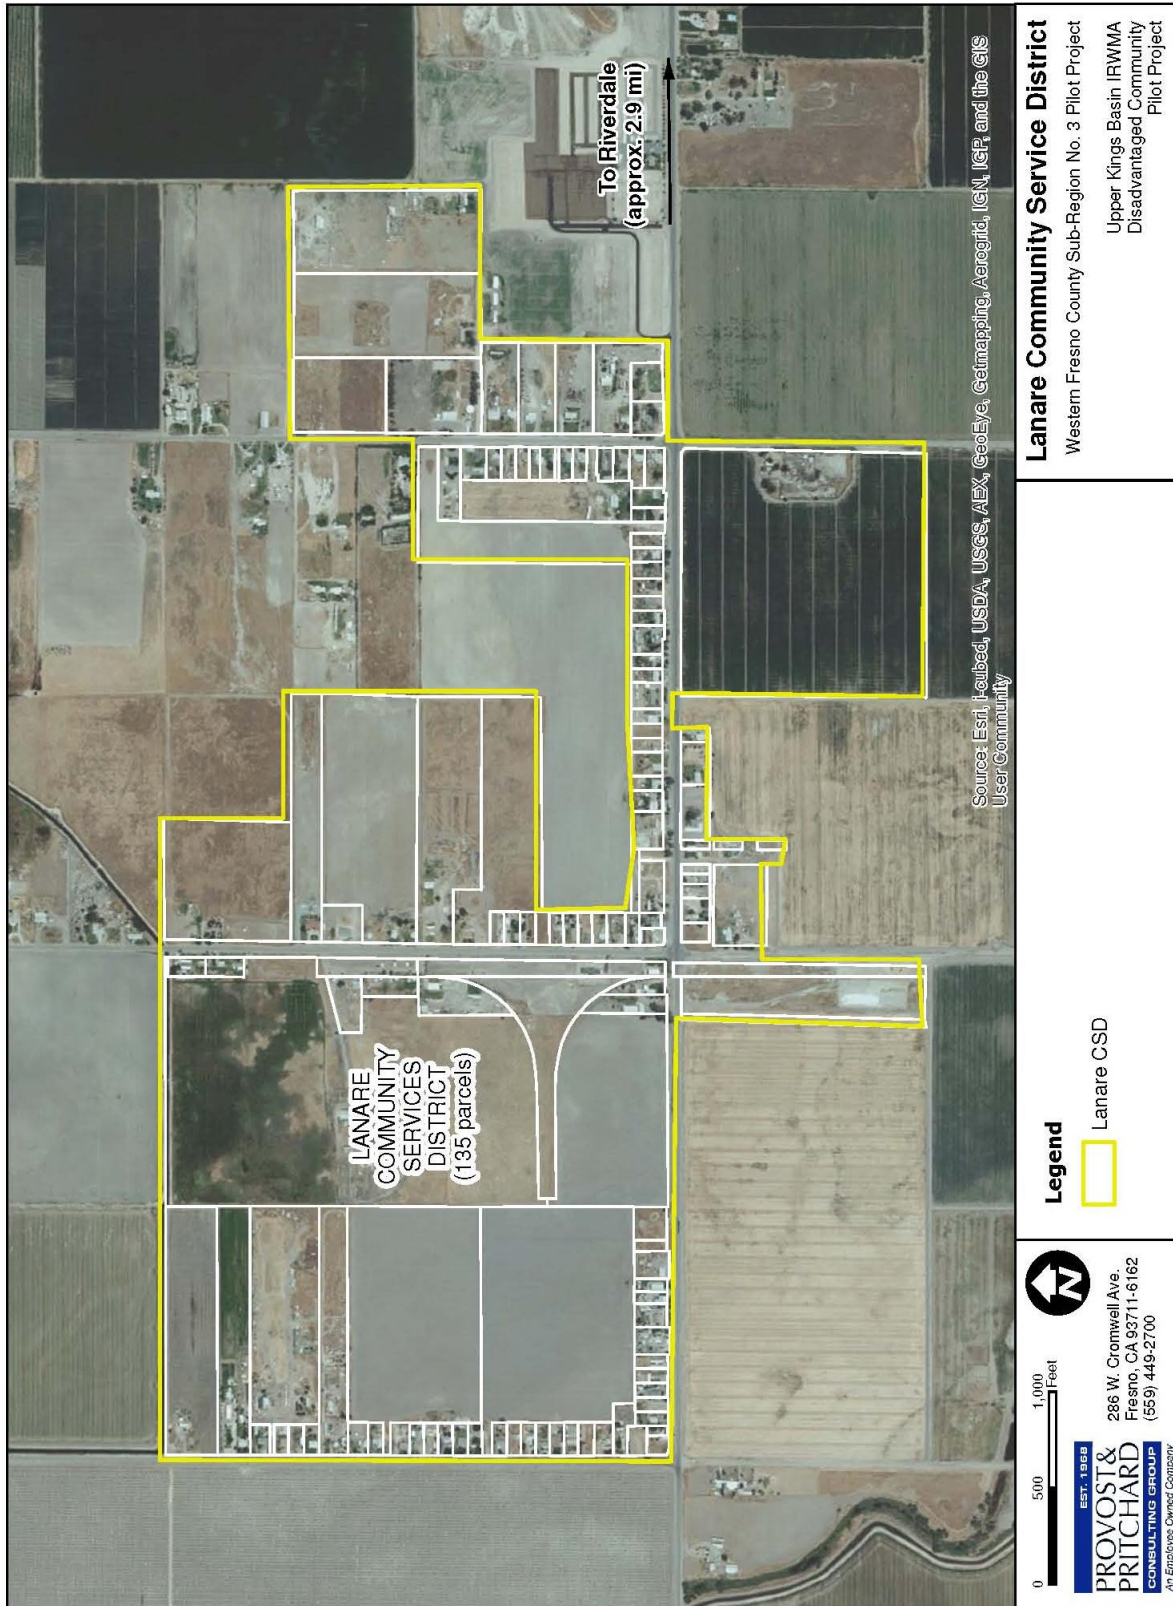 To Riverdale
(approx. 2.9 mi)
LANARE
COMMUNITY
SERVICES
DISTRICT
(135 parcels)
Source: Esri, i-cubed, USDA, USGS, AEX, GeoEye, Getmapping, Aerogrid, IGN, IGP, and the GIS
User Community
0 500 1,000
Feet
N
EST. 1968
PROVOST&
PRITCHARD
CONSULTING GROUP
An Employee Owned Company
286 W. Cromwell Ave.
Fresno, CA 93711-6162
(559) 449-2700
Legend
Lanare CSD
Lanare Community Service District
Western Fresno County Sub-Region No. 3 Pilot Project
Upper Kings Basin IRWMA
Disadvantaged Community
Pilot Project